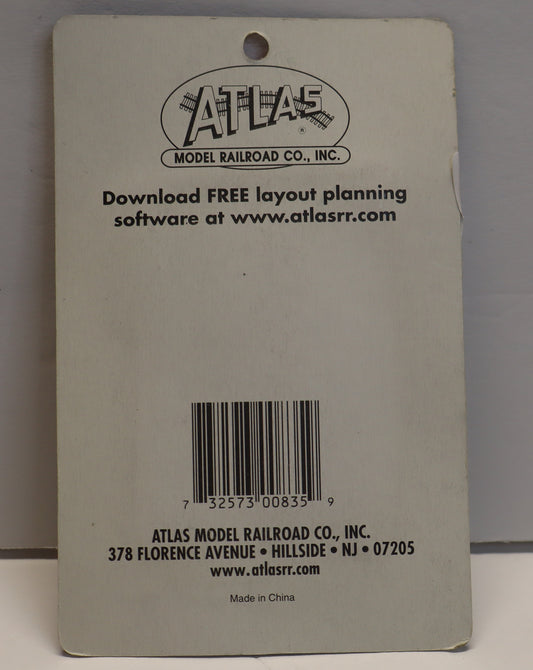 ATLAS
®
MODEL RAILROAD CO., INC.
Download FREE layout planning
software at www.atlasrr.com
7 32573 00835 9
ATLAS MODEL RAILROAD CO., INC.
378 FLORENCE AVENUE • HILLSIDE • NJ • 07205
www.atlasrr.com
Made in China